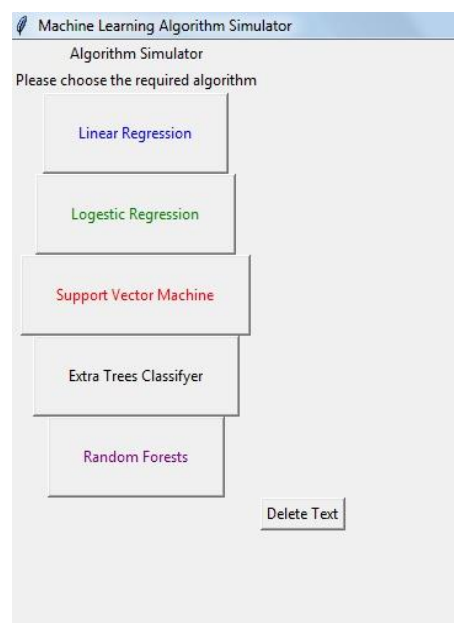 Machine Learning Algorithm Simulator
Algorithm Simulator
Please choose the required algorithm
Linear Regression
Logestic Regression
Support Vector Machine
Extra Trees Classifyer
Random Forests
Delete Text